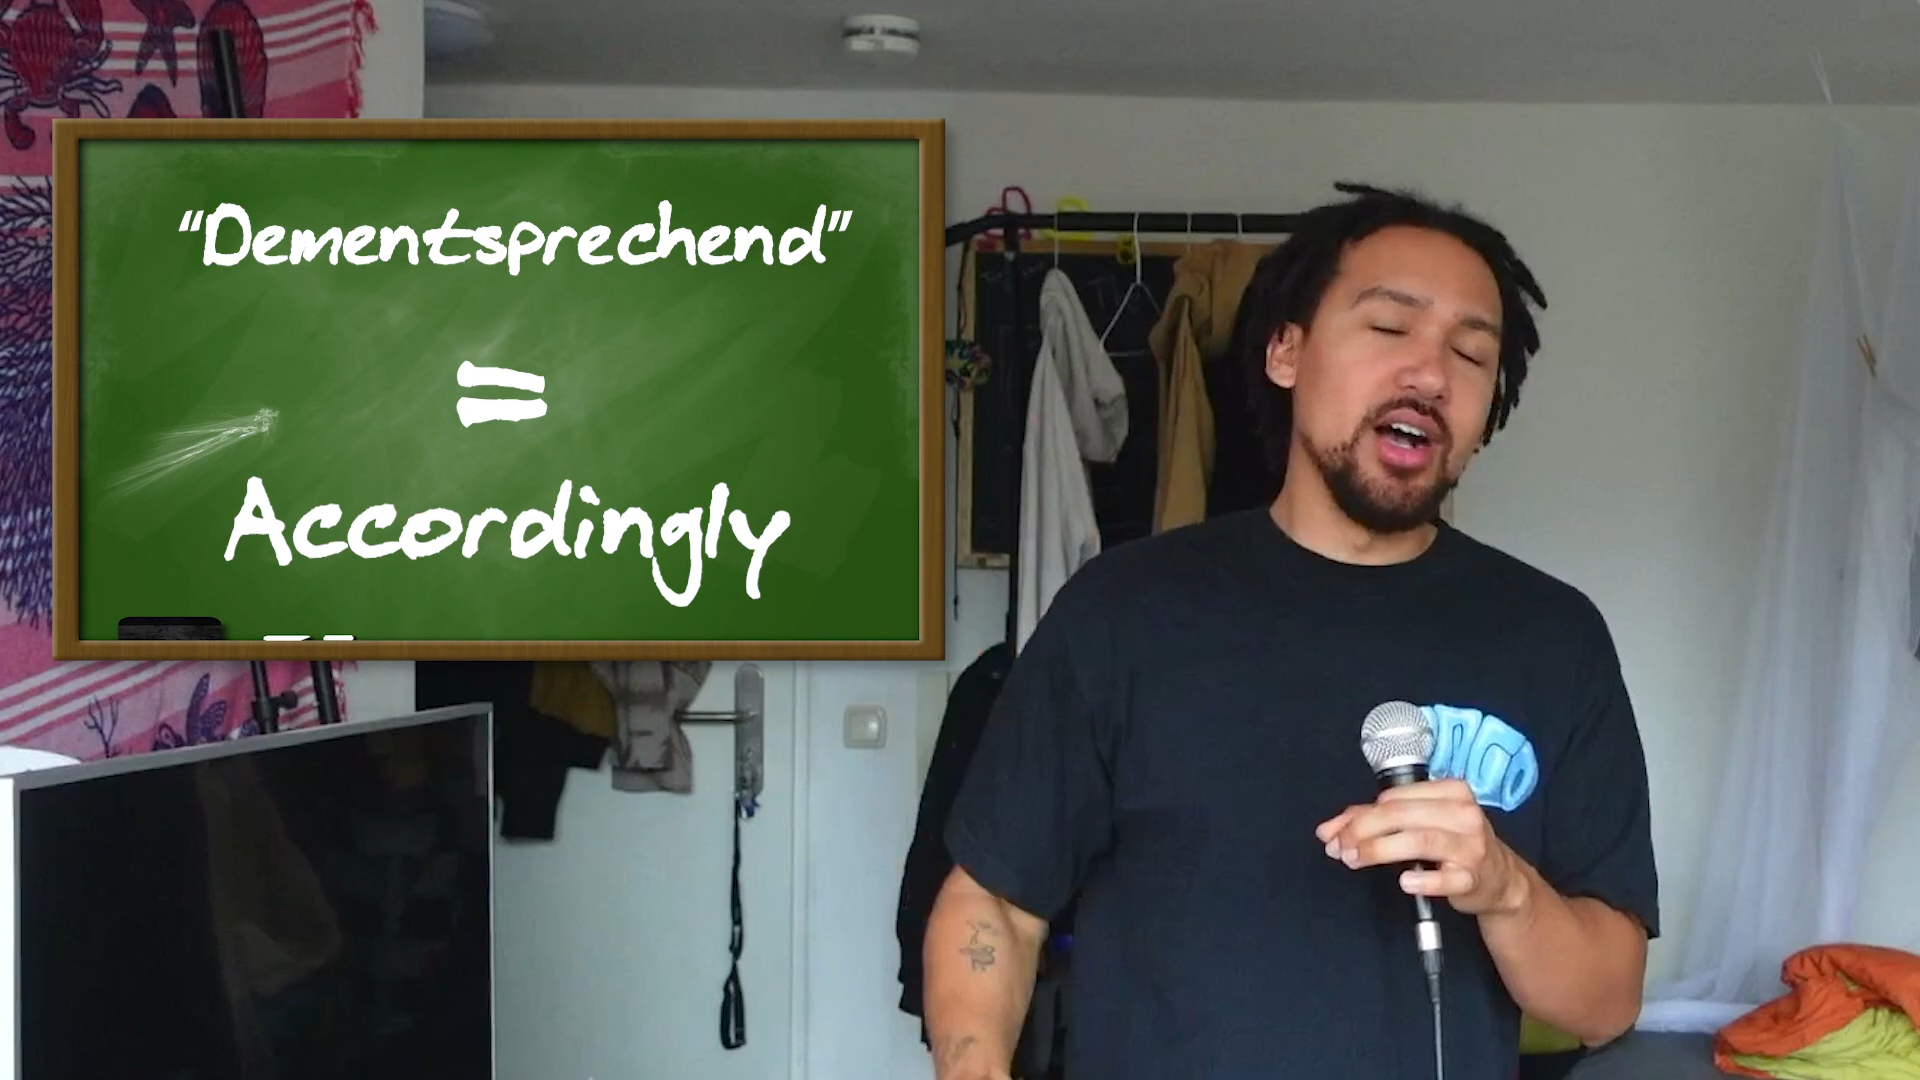 “Dementsprechend”
=
Accordingly